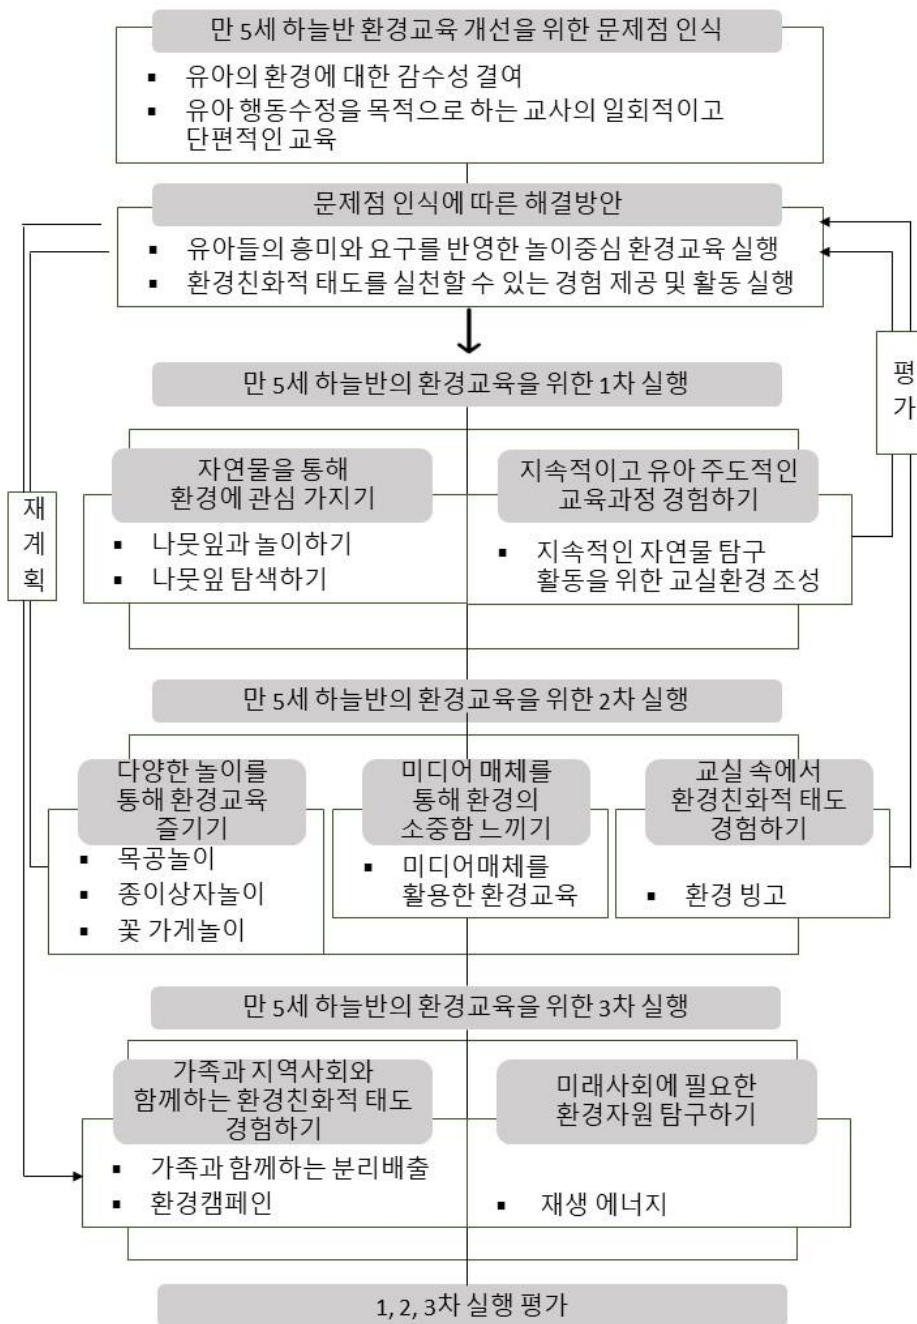 만 5세 하늘반 환경교육 개선을 위한 문제점 인식
▪ 유아의 환경에 대한 감수성 결여
▪ 유아 행동수정을 목적으로 하는 교사의 일회적이고
단편적인 교육
문제점 인식에 따른 해결방안
▪ 유아들의 흥미와 요구를 반영한 놀이중심 환경교육 실행
▪ 환경친화적 태도를 실천할 수 있는 경험 제공 및 활동 실행
평
가
재
계
획
만 5세 하늘반의 환경교육을 위한 1차 실행
자연물을 통해
환경에 관심 가지기
▪ 나뭇잎과 놀이하기
▪ 나뭇잎 탐색하기
지속적이고 유아 주도적인
교육과정 경험하기
▪ 지속적인 자연물 탐구
활동을 위한 교실환경 조성
만 5세 하늘반의 환경교육을 위한 2차 실행
다양한 놀이를
통해 환경교육
즐기기
▪ 목공놀이
▪ 종이상자놀이
▪ 꽃 가게놀이
미디어 매체를
통해 환경의
소중함 느끼기
▪ 미디어매체를
활용한 환경교육
교실 속에서
환경친화적 태도
경험하기
▪ 환경 빙고
만 5세 하늘반의 환경교육을 위한 3차 실행
가족과 지역사회와
함께하는 환경친화적 태도
경험하기
▪ 가족과 함께하는 분리배출
▪ 환경캠페인
미래사회에 필요한
환경자원 탐구하기
▪ 재생 에너지
1, 2, 3차 실행 평가